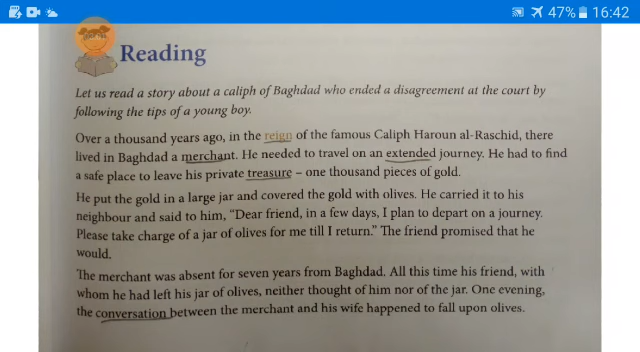 47% 16:42
Reading
Let us read a story about a caliph of Baghdad who ended a disagreement at the court by
following the tips of a young boy.
Over a thousand years ago, in the reign of the famous Caliph Haroun al-Raschid, there
lived in Baghdad a merchant. He needed to travel on an extended journey. He had to find
a safe place to leave his private treasure – one thousand pieces of gold.
He put the gold in a large jar and covered the gold with olives. He carried it to his
neighbour and said to him, “Dear friend, in a few days, I plan to depart on a journey.
Please take charge of a jar of olives for me till I return.” The friend promised that he
would.
The merchant was absent for seven years from Baghdad. All this time his friend, with
whom he had left his jar of olives, neither thought of him nor of the jar. One evening,
the conversation between the merchant and his wife happened to fall upon olives.